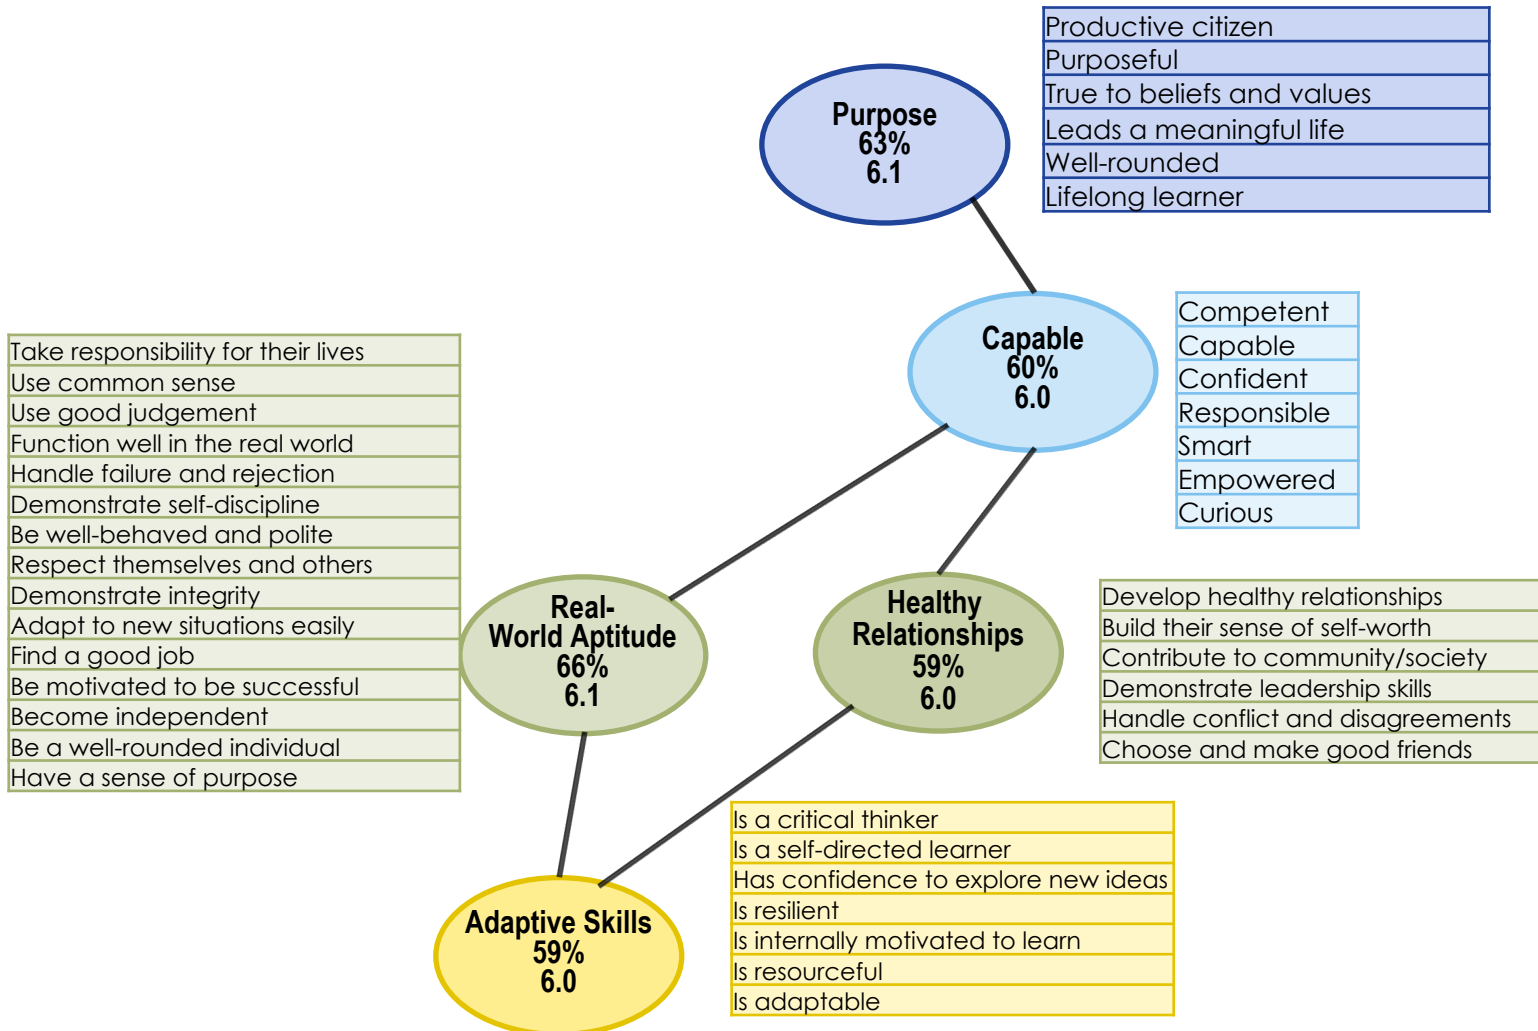 Productive citizen
Purposeful
True to beliefs and values
Leads a meaningful life
Well-rounded
Lifelong learner
Purpose
63%
6.1
Capable
60%
6.0
Competent
Capable
Confident
Responsible
Smart
Empowered
Curious
Take responsibility for their lives
Use common sense
Use good judgement
Function well in the real world
Handle failure and rejection
Demonstrate self-discipline
Be well-behaved and polite
Respect themselves and others
Demonstrate integrity
Adapt to new situations easily
Find a good job
Be motivated to be successful
Become independent
Be a well-rounded individual
Have a sense of purpose
Real-
World Aptitude
66%
6.1
Healthy
Relationships
59%
6.0
Develop healthy relationships
Build their sense of self-worth
Contribute to community/society
Demonstrate leadership skills
Handle conflict and disagreements
Choose and make good friends
Adaptive Skills
59%
6.0
Is a critical thinker
Is a self-directed learner
Has confidence to explore new ideas
Is resilient
Is internally motivated to learn
Is resourceful
Is adaptable